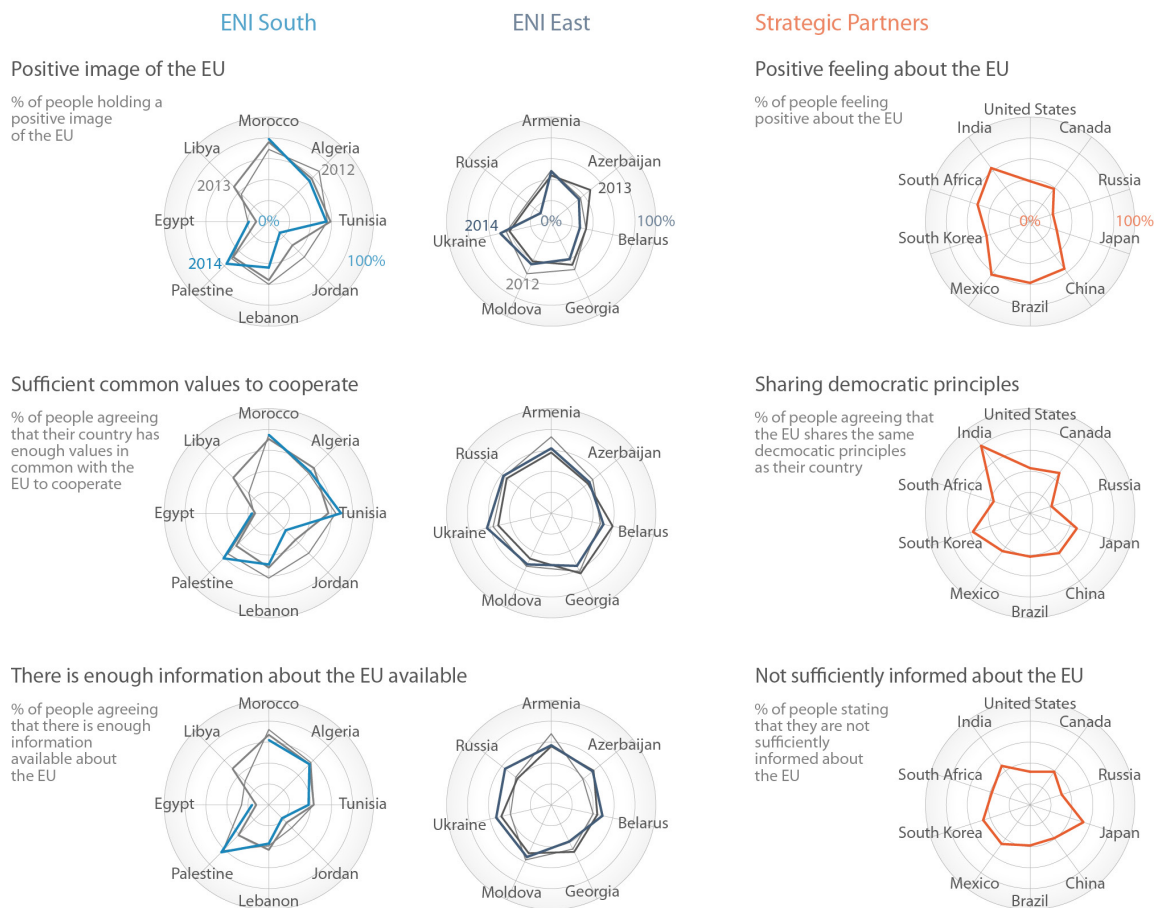 ENI South
ENI East
Strategic Partners
Positive image of the EU
% of people holding a
positive image
of the EU
Morocco
Algeria
2012
Tunisia
100%
Jordan
Lebanon
Palestine
2014
Egypt
2013
Libya
0%
Armenia
Azerbaijan
2013
100%
Belarus
Georgia
Moldova
2012
Ukraine
2014
Russia
0%
Positive feeling about the EU
% of people feeling
positive about the EU
United States
Canada
Russia
100%
Japan
China
Brazil
Mexico
South Korea
South Africa
India
0%
Sufficient common values to cooperate
% of people agreeing
that their country has
enough values in
common with the
EU to cooperate
Morocco
Algeria
Tunisia
Jordan
Lebanon
Palestine
Egypt
Libya
Armenia
Azerbaijan
Belarus
Georgia
Moldova
Ukraine
Russia
Sharing democratic principles
% of people agreeing that
the EU shares the same
decmocratic principles
as their country
United States
Canada
Russia
Japan
China
Brazil
Mexico
South Korea
South Africa
India
There is enough information about the EU available
% of people agreeing
that there is enough
information
available about
the EU
Morocco
Algeria
Tunisia
Jordan
Lebanon
Palestine
Egypt
Libya
Armenia
Azerbaijan
Belarus
Georgia
Moldova
Ukraine
Russia
Not sufficiently informed about the EU
% of people stating
that they are not
sufficiently
informed about
the EU
United States
Canada
Russia
Japan
China
Brazil
Mexico
South Korea
South Africa
India